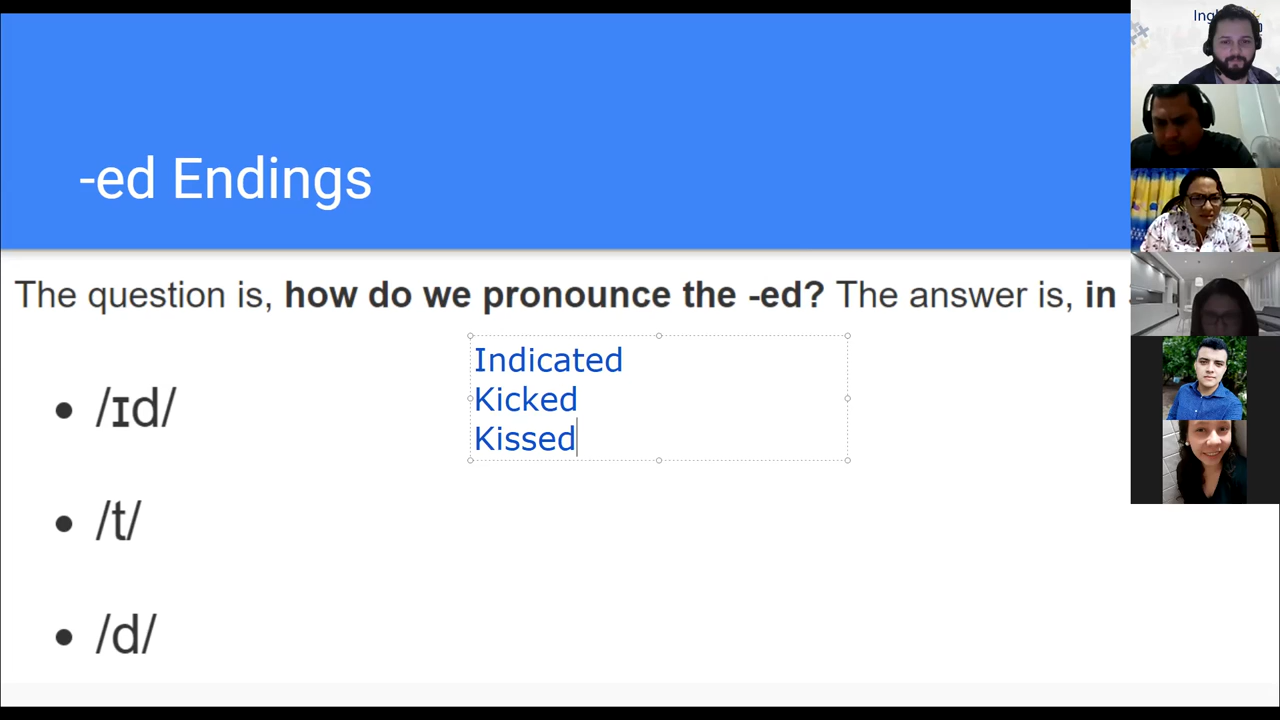 -ed Endings
The question is, how do we pronounce the -ed? The answer is, in
Indicated
Kicked
Kissed
• /ɪd/
• /t/
• /d/